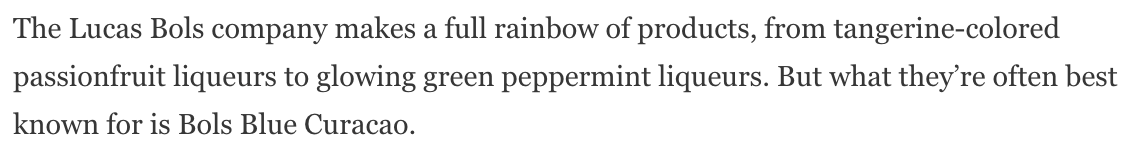 The Lucas Bols company makes a full rainbow of products, from tangerine-colored
passionfruit liqueurs to glowing green peppermint liqueurs. But what they’re often best
known for is Bols Blue Curacao.